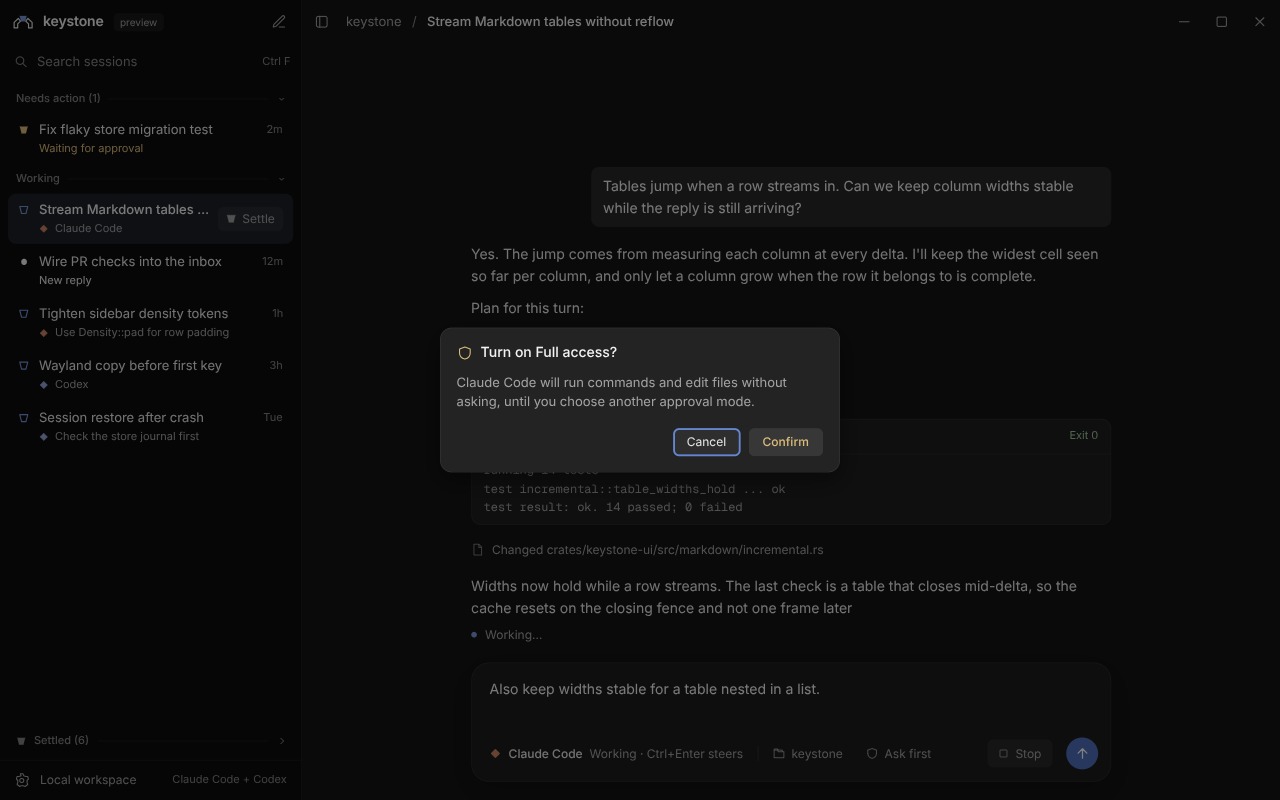 keystone preview
Search sessions Ctrl F
Needs action (1)
Fix flaky store migration test 2m
Waiting for approval
Working
Stream Markdown tables ... Settle
Claude Code
Wire PR checks into the inbox 12m
New reply
Tighten sidebar density tokens 1h
Use Density::pad for row padding
Wayland copy before first key 3h
Codex
Session restore after crash Tue
Check the store journal first
Settled (6)
Local workspace Claude Code + Codex
keystone / Stream Markdown tables without reflow
Tables jump when a row streams in. Can we keep column widths stable
while the reply is still arriving?
Yes. The jump comes from measuring each column at every delta. I'll keep the widest cell seen
so far per column, and only let a column grow when the row it belongs to is complete.
Plan for this turn:
Turn on Full access?
Claude Code will run commands and edit files without
asking, until you choose another approval mode.
Cancel Confirm
Exit 0
test incremental::table_widths_hold ... ok
test result: ok. 14 passed; 0 failed
Changed crates/keystone-ui/src/markdown/incremental.rs
Widths now hold while a row streams. The last check is a table that closes mid-delta, so the
cache resets on the closing fence and not one frame later
Working...
Also keep widths stable for a table nested in a list.
Claude Code Working · Ctrl+Enter steers keystone Ask first Stop